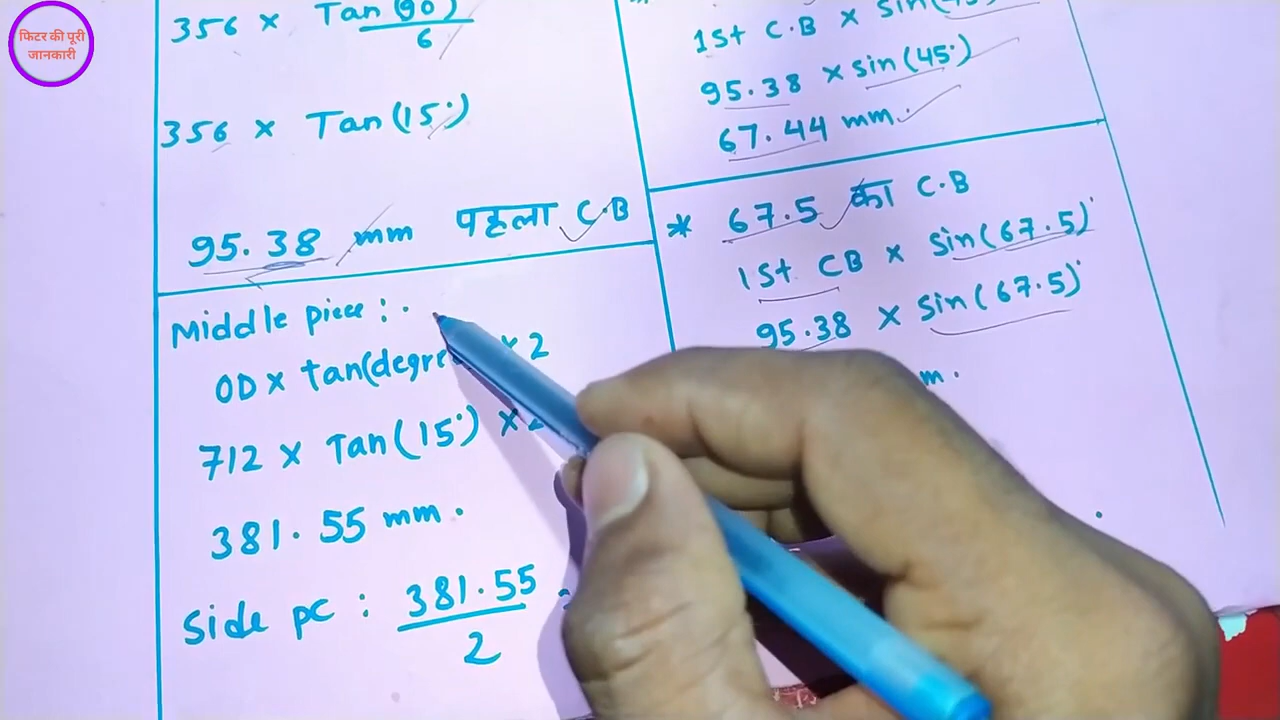 फिटर की पूरी
जानकारी
356 × Tan (90)
6
356 × Tan (15°)
95.38 mm पहला C.B
Middle piece :.
OD × tan(degre × 2
712 × Tan (15°) × 2
381.55 mm.
Side pc : 381.55
2
1st C.B × sin(45°)
95.38 × sin (45°)
67.44 mm.
* 67.5 का C.B
1st CB × sin(67.5)°
95.38 × sin(67.5)°
m.